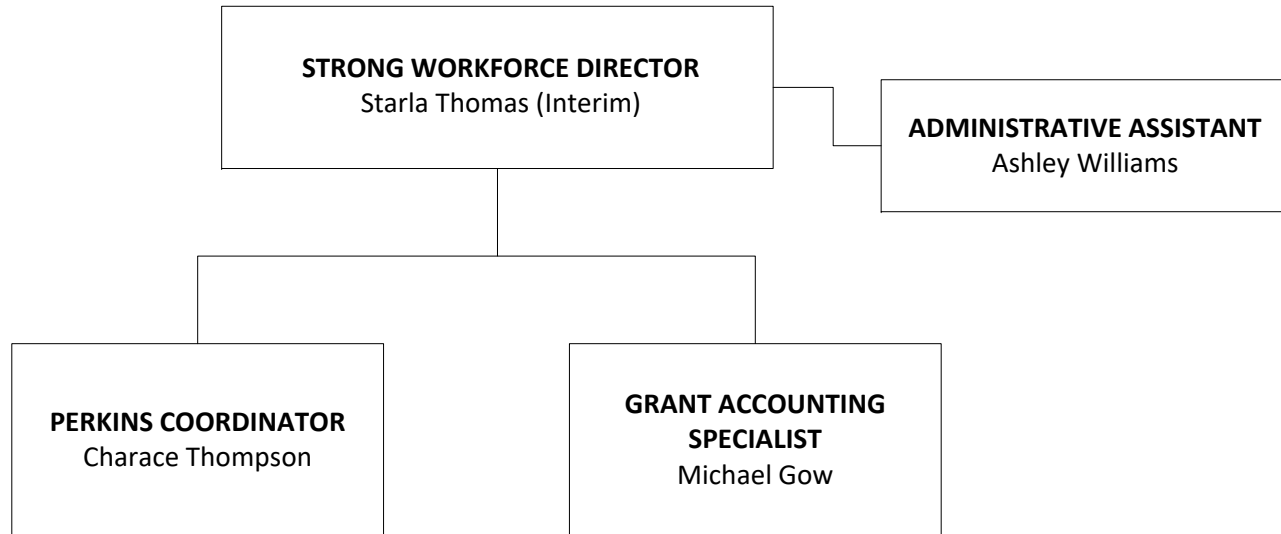 STRONG WORKFORCE DIRECTOR
Starla Thomas (Interim)
ADMINISTRATIVE ASSISTANT
Ashley Williams
PERKINS COORDINATOR
Charace Thompson
GRANT ACCOUNTING
SPECIALIST
Michael Gow